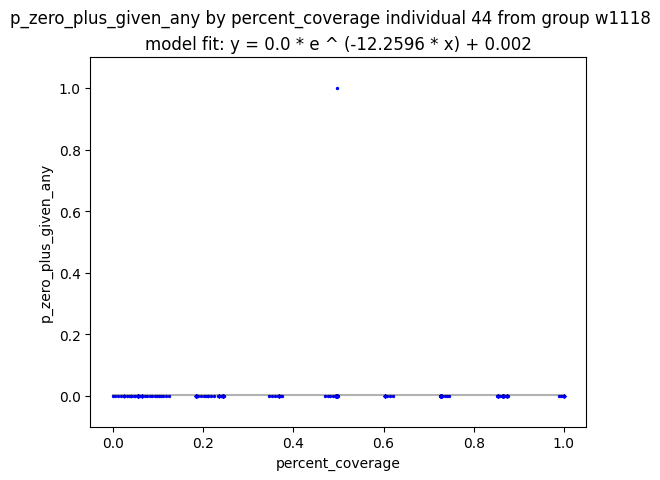 p_zero_plus_given_any by percent_coverage individual 44 from group w1118
model fit: y = 0.0 * e ^ (-12.2596 * x) + 0.002
1.0
0.8
0.6
0.4
0.2
0.0
p_zero_plus_given_any
0.0 0.2 0.4 0.6 0.8 1.0
percent_coverage